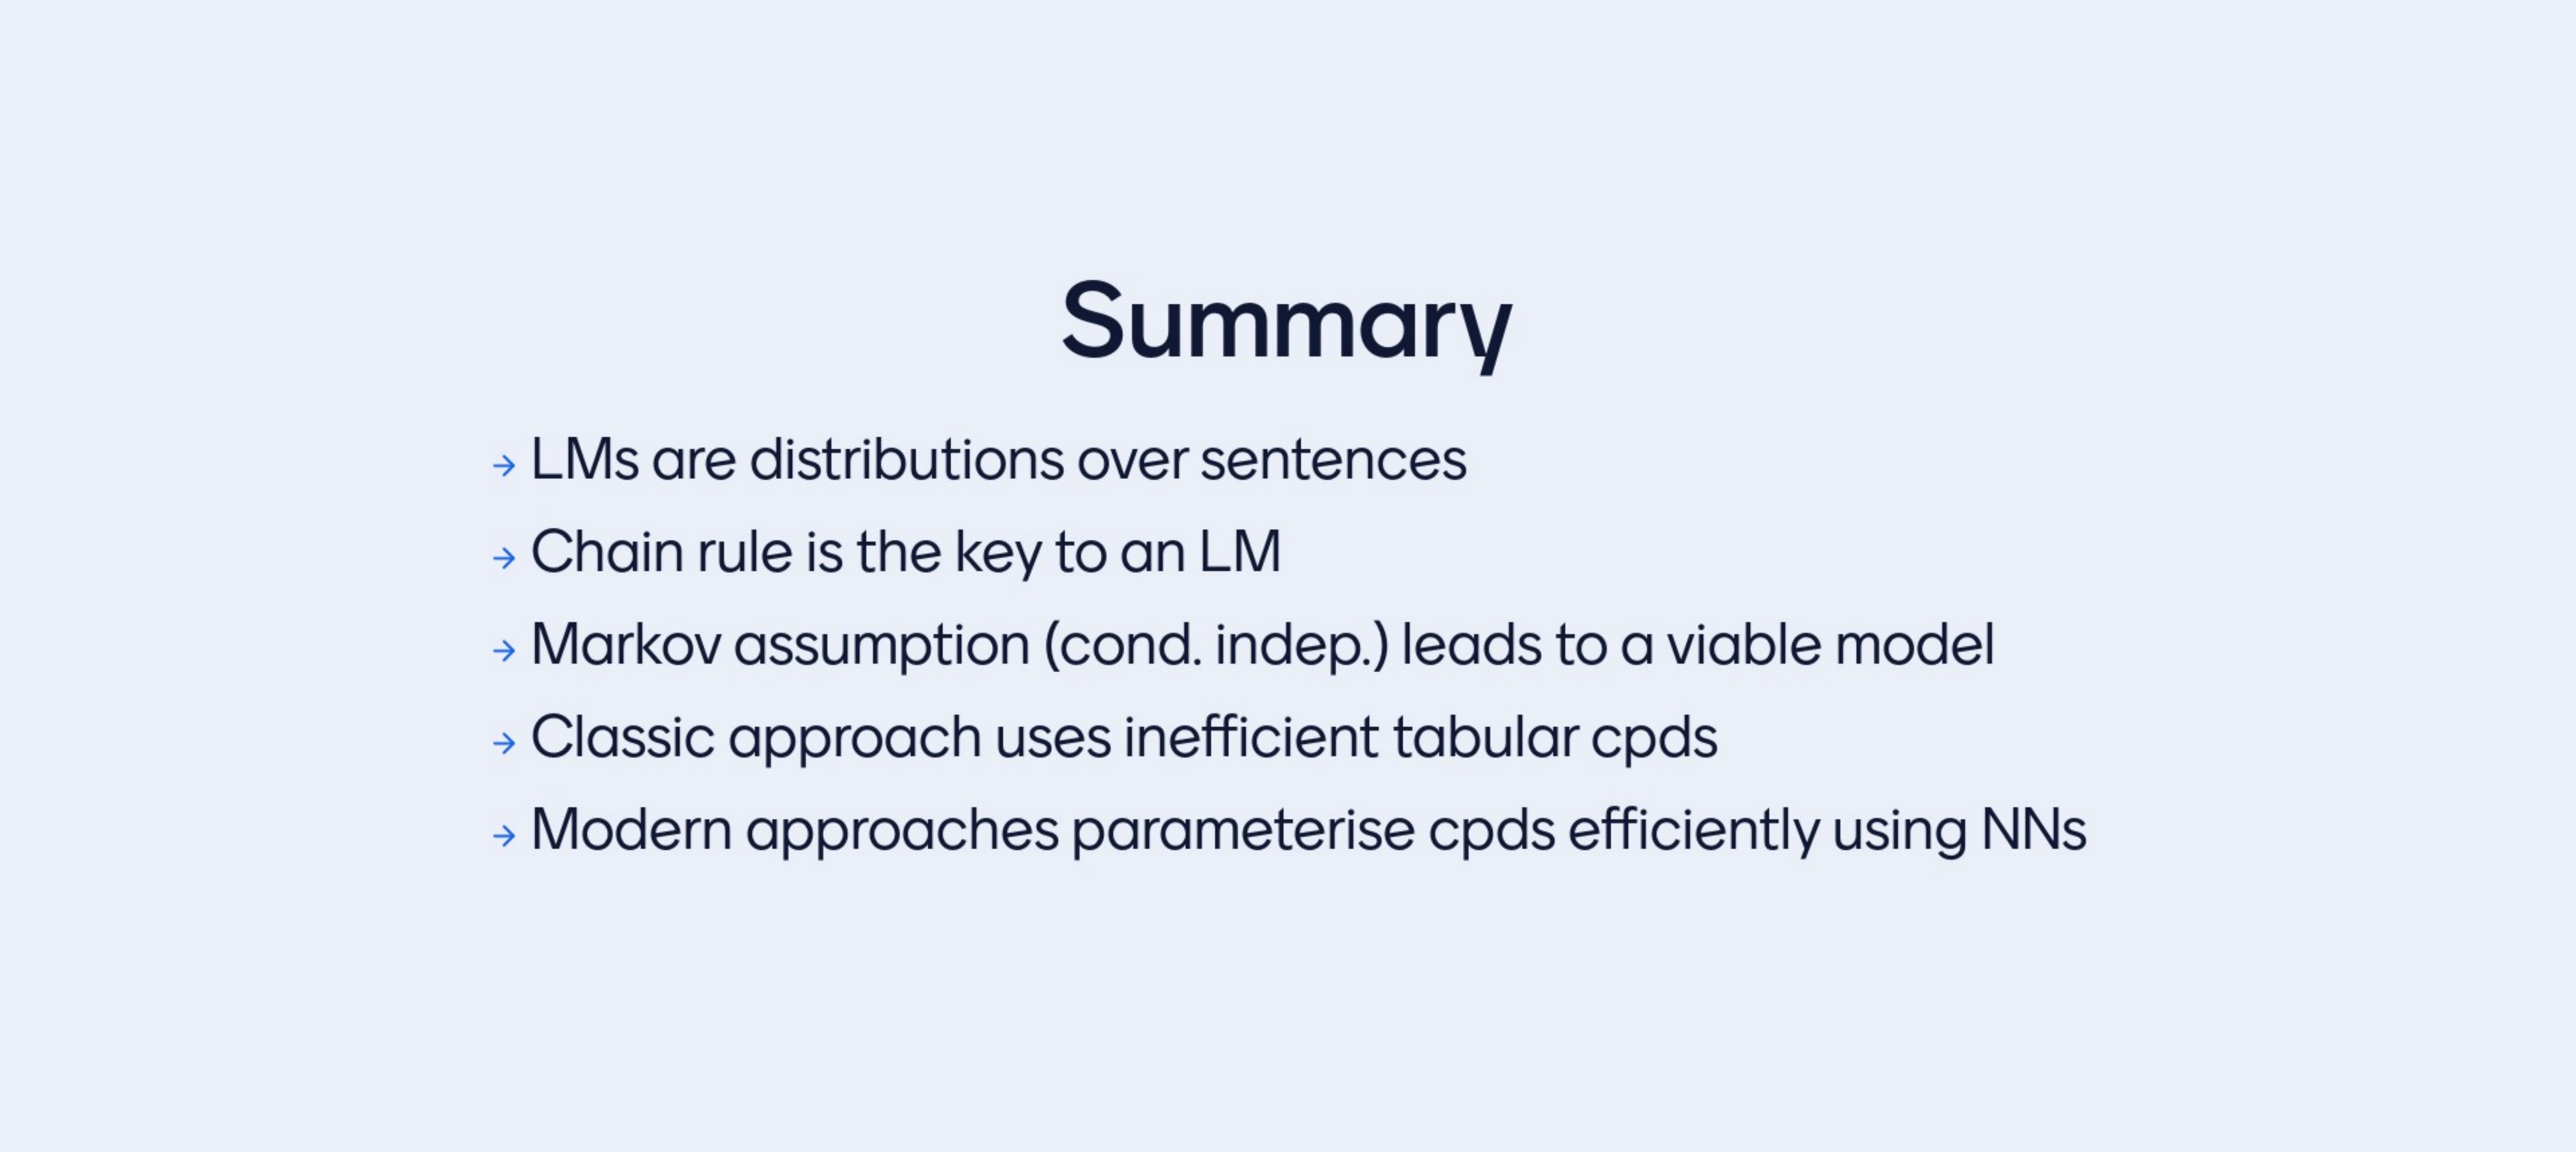 Summary
→ LMs are distributions over sentences
→ Chain rule is the key to an LM
→ Markov assumption (cond. indep.) leads to a viable model
→ Classic approach uses inefficient tabular cpds
→ Modern approaches parameterise cpds efficiently using NNs